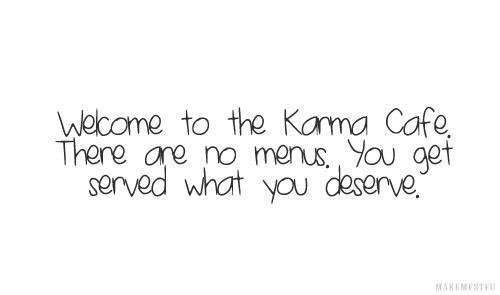 Welcome to the Karma Cafe.
There are no menus. You get
served what you deserve.
MAKEMESTFU